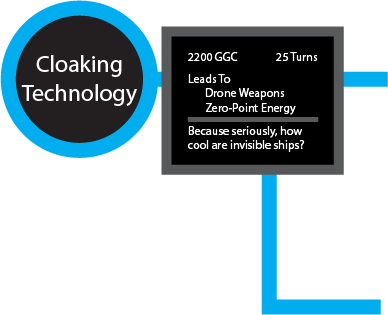 Cloaking
Technology
2200 GGC 25 Turns
Leads To
Drone Weapons
Zero-Point Energy
Because seriously, how
cool are invisible ships?